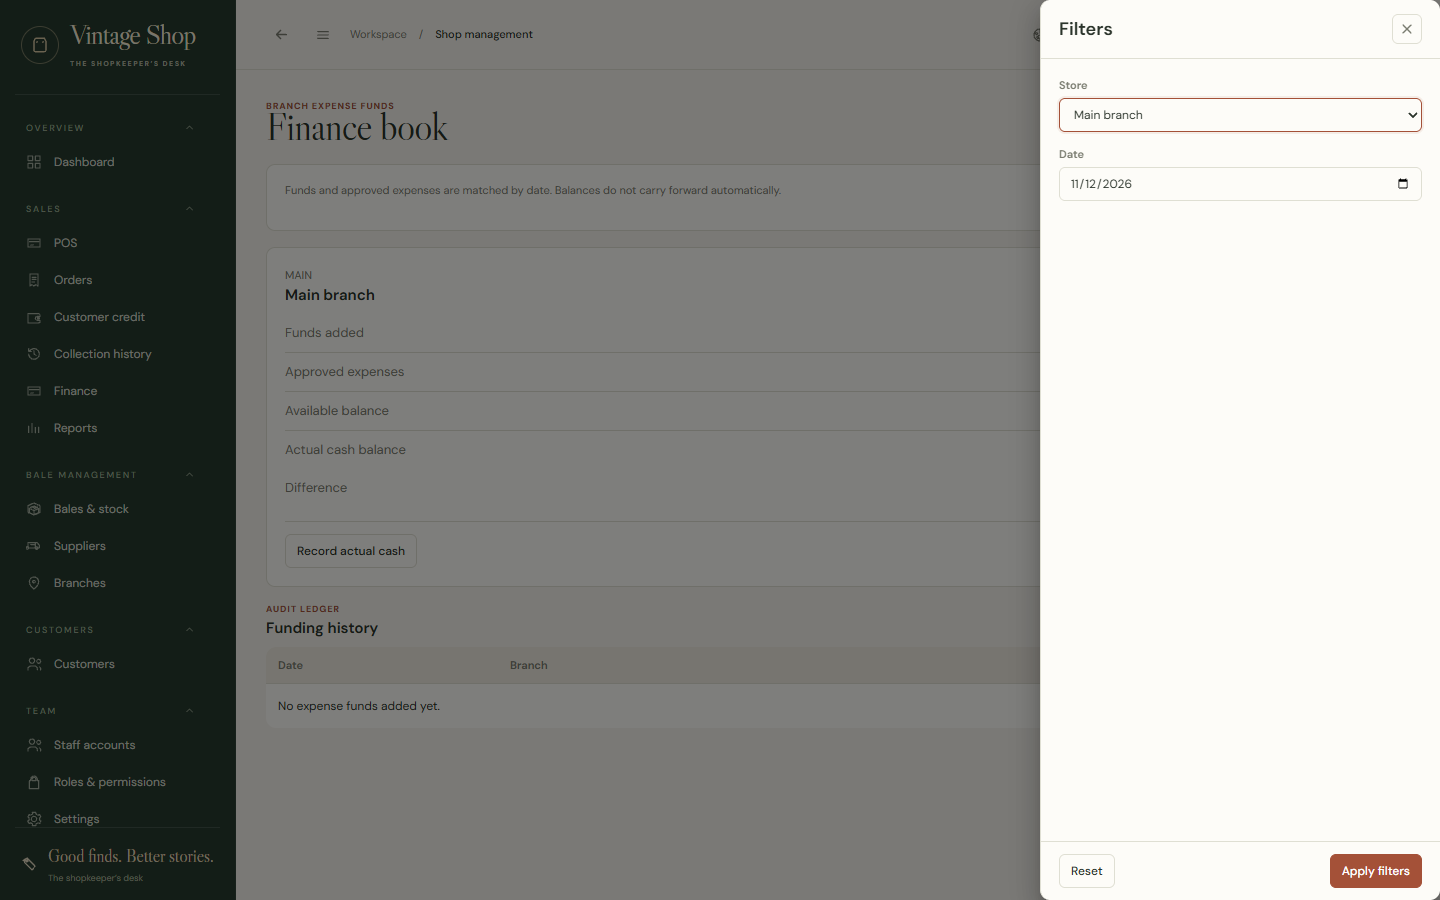 Vintage Shop
THE SHOPKEEPER'S DESK
OVERVIEW
Dashboard
SALES
POS
Orders
Customer credit
Collection history
Finance
Reports
BALE MANAGEMENT
Bales & stock
Suppliers
Branches
CUSTOMERS
Customers
TEAM
Staff accounts
Roles & permissions
Settings
Good finds. Better stories.
The shopkeeper's desk
Workspace / Shop management
BRANCH EXPENSE FUNDS
Finance book
Funds and approved expenses are matched by date. Balances do not carry forward automatically.
MAIN
Main branch
Funds added
Approved expenses
Available balance
Actual cash balance
Difference
Record actual cash
AUDIT LEDGER
Funding history
Date Branch
No expense funds added yet.
Filters
Store
Main branch
Date
11/12/2026
Reset Apply filters